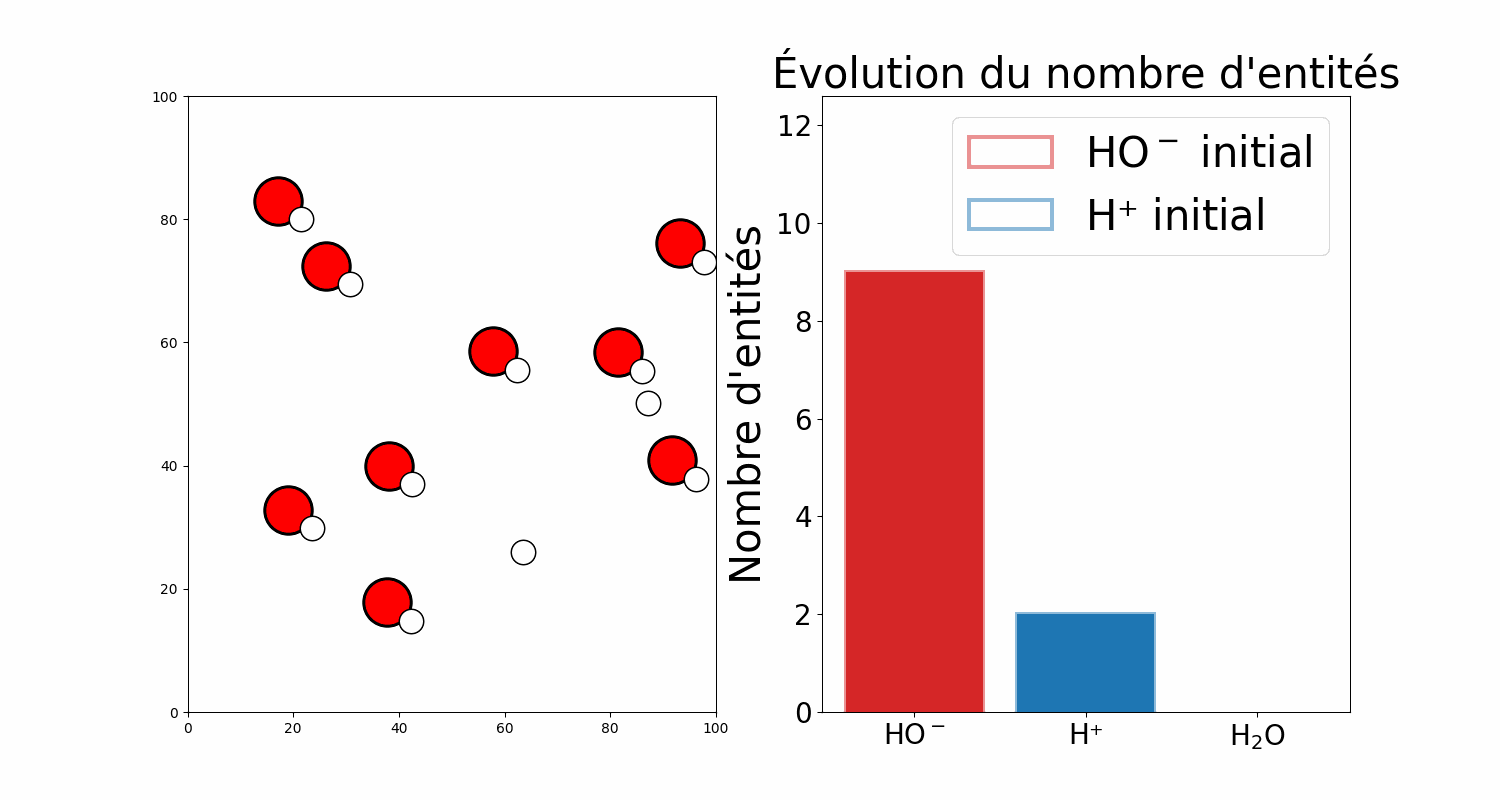 100
80
60
40
20
0
0 20 40 60 80 100
Évolution du nombre d'entités
HO⁻ initial
H⁺ initial
Nombre d'entités
12
10
8
6
4
2
0
HO⁻ H⁺ H₂O